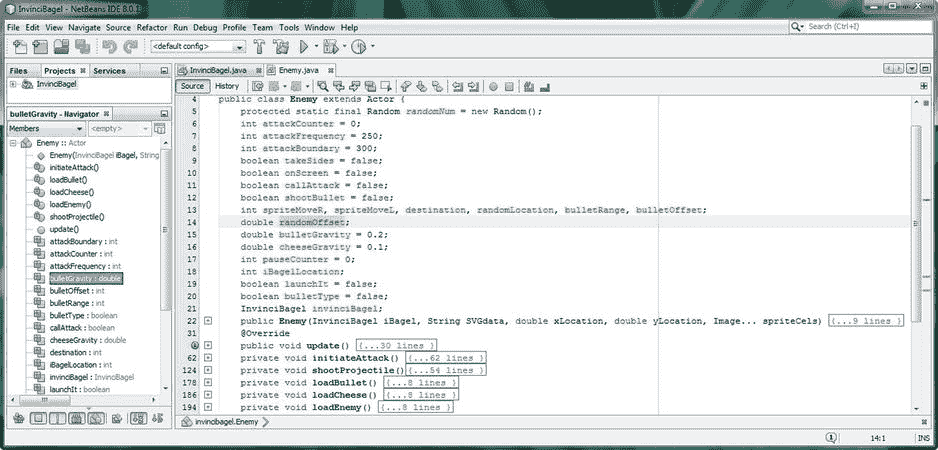 InvinciBagel - NetBeans IDE 8.0.1
File Edit View Navigate Source Refactor Run Debug Profile Team Tools Window Help
Search (Ctrl+I)
<default config>
Files Projects Services
InvinciBagel
InvinciBagel.java Enemy.java
Source History
bulletGravity - Navigator
Members <empty>
Enemy :: Actor
Enemy(InvinciBagel iBagel, String
initiateAttack()
loadBullet()
loadCheese()
loadEnemy()
shootProjectile()
update()
attackBoundary : int
attackCounter : int
attackFrequency : int
bulletGravity : double
bulletOffset : int
bulletRange : int
bulletType : boolean
callAttack : boolean
cheeseGravity : double
destination : int
iBagelLocation : int
invinciBagel : InvinciBagel
launchIt : boolean
4 public class Enemy extends Actor {
5 protected static final Random randomNum = new Random();
6 int attackCounter = 0;
7 int attackFrequency = 250;
8 int attackBoundary = 300;
9 boolean takeSides = false;
10 boolean onScreen = false;
11 boolean callAttack = false;
12 boolean shootBullet = false;
13 int spriteMoveR, spriteMoveL, destination, randomLocation, bulletRange, bulletOffset;
14 double randomOffset;
15 double bulletGravity = 0.2;
16 double cheeseGravity = 0.1;
17 int pauseCounter = 0;
18 int iBagelLocation;
19 boolean launchIt = false;
20 boolean bulletType = false;
21 InvinciBagel invinciBagel;
22 public Enemy(InvinciBagel iBagel, String SVGdata, double xLocation, double yLocation, Image... spriteCels) {...9 lines }
31 @Override
public void update() {...30 lines }
62 private void initiateAttack() {...62 lines }
124 private void shootProjectile() {...54 lines }
178 private void loadBullet() {...8 lines }
186 private void loadCheese() {...8 lines }
194 private void loadEnemy() {...8 lines }
invincibagel.Enemy
1
14:1
INS